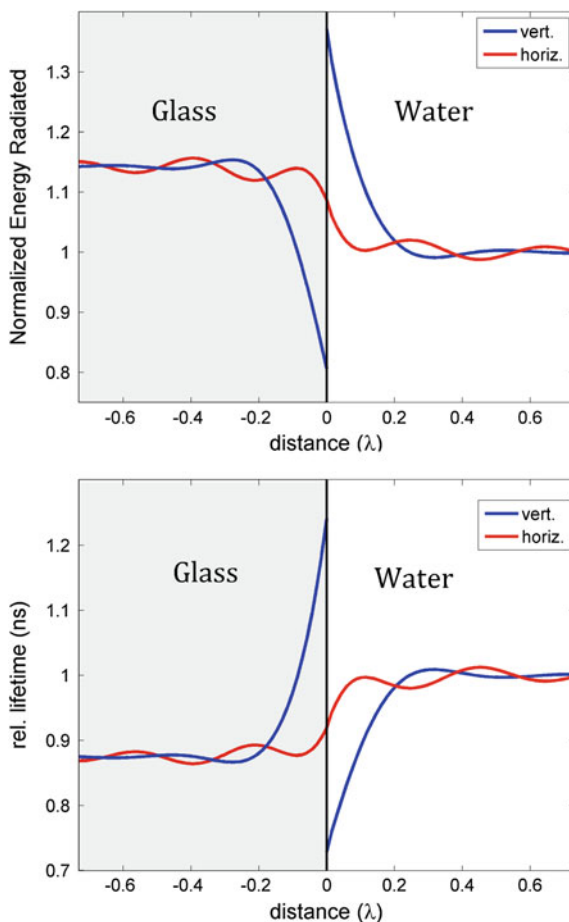 Normalized Energy Radiated
1.3
1.2
1.1
1
0.9
0.8
Glass
Water
vert.
horiz.
-0.6 -0.4 -0.2 0 0.2 0.4 0.6
distance (λ)
rel. lifetime (ns)
1.2
1.1
1
0.9
0.8
0.7
Glass
Water
vert.
horiz.
-0.6 -0.4 -0.2 0 0.2 0.4 0.6
distance (λ)